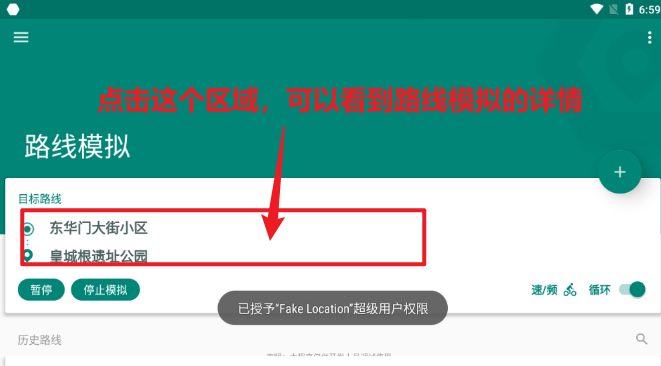 6:59
点击这个区域，可以看到路线模拟的详情
路线模拟
+
目标路线
东华门大街小区
皇城根遗址公园
暂停 停止模拟 速/频 循环
已授予“Fake Location”超级用户权限
历史路线